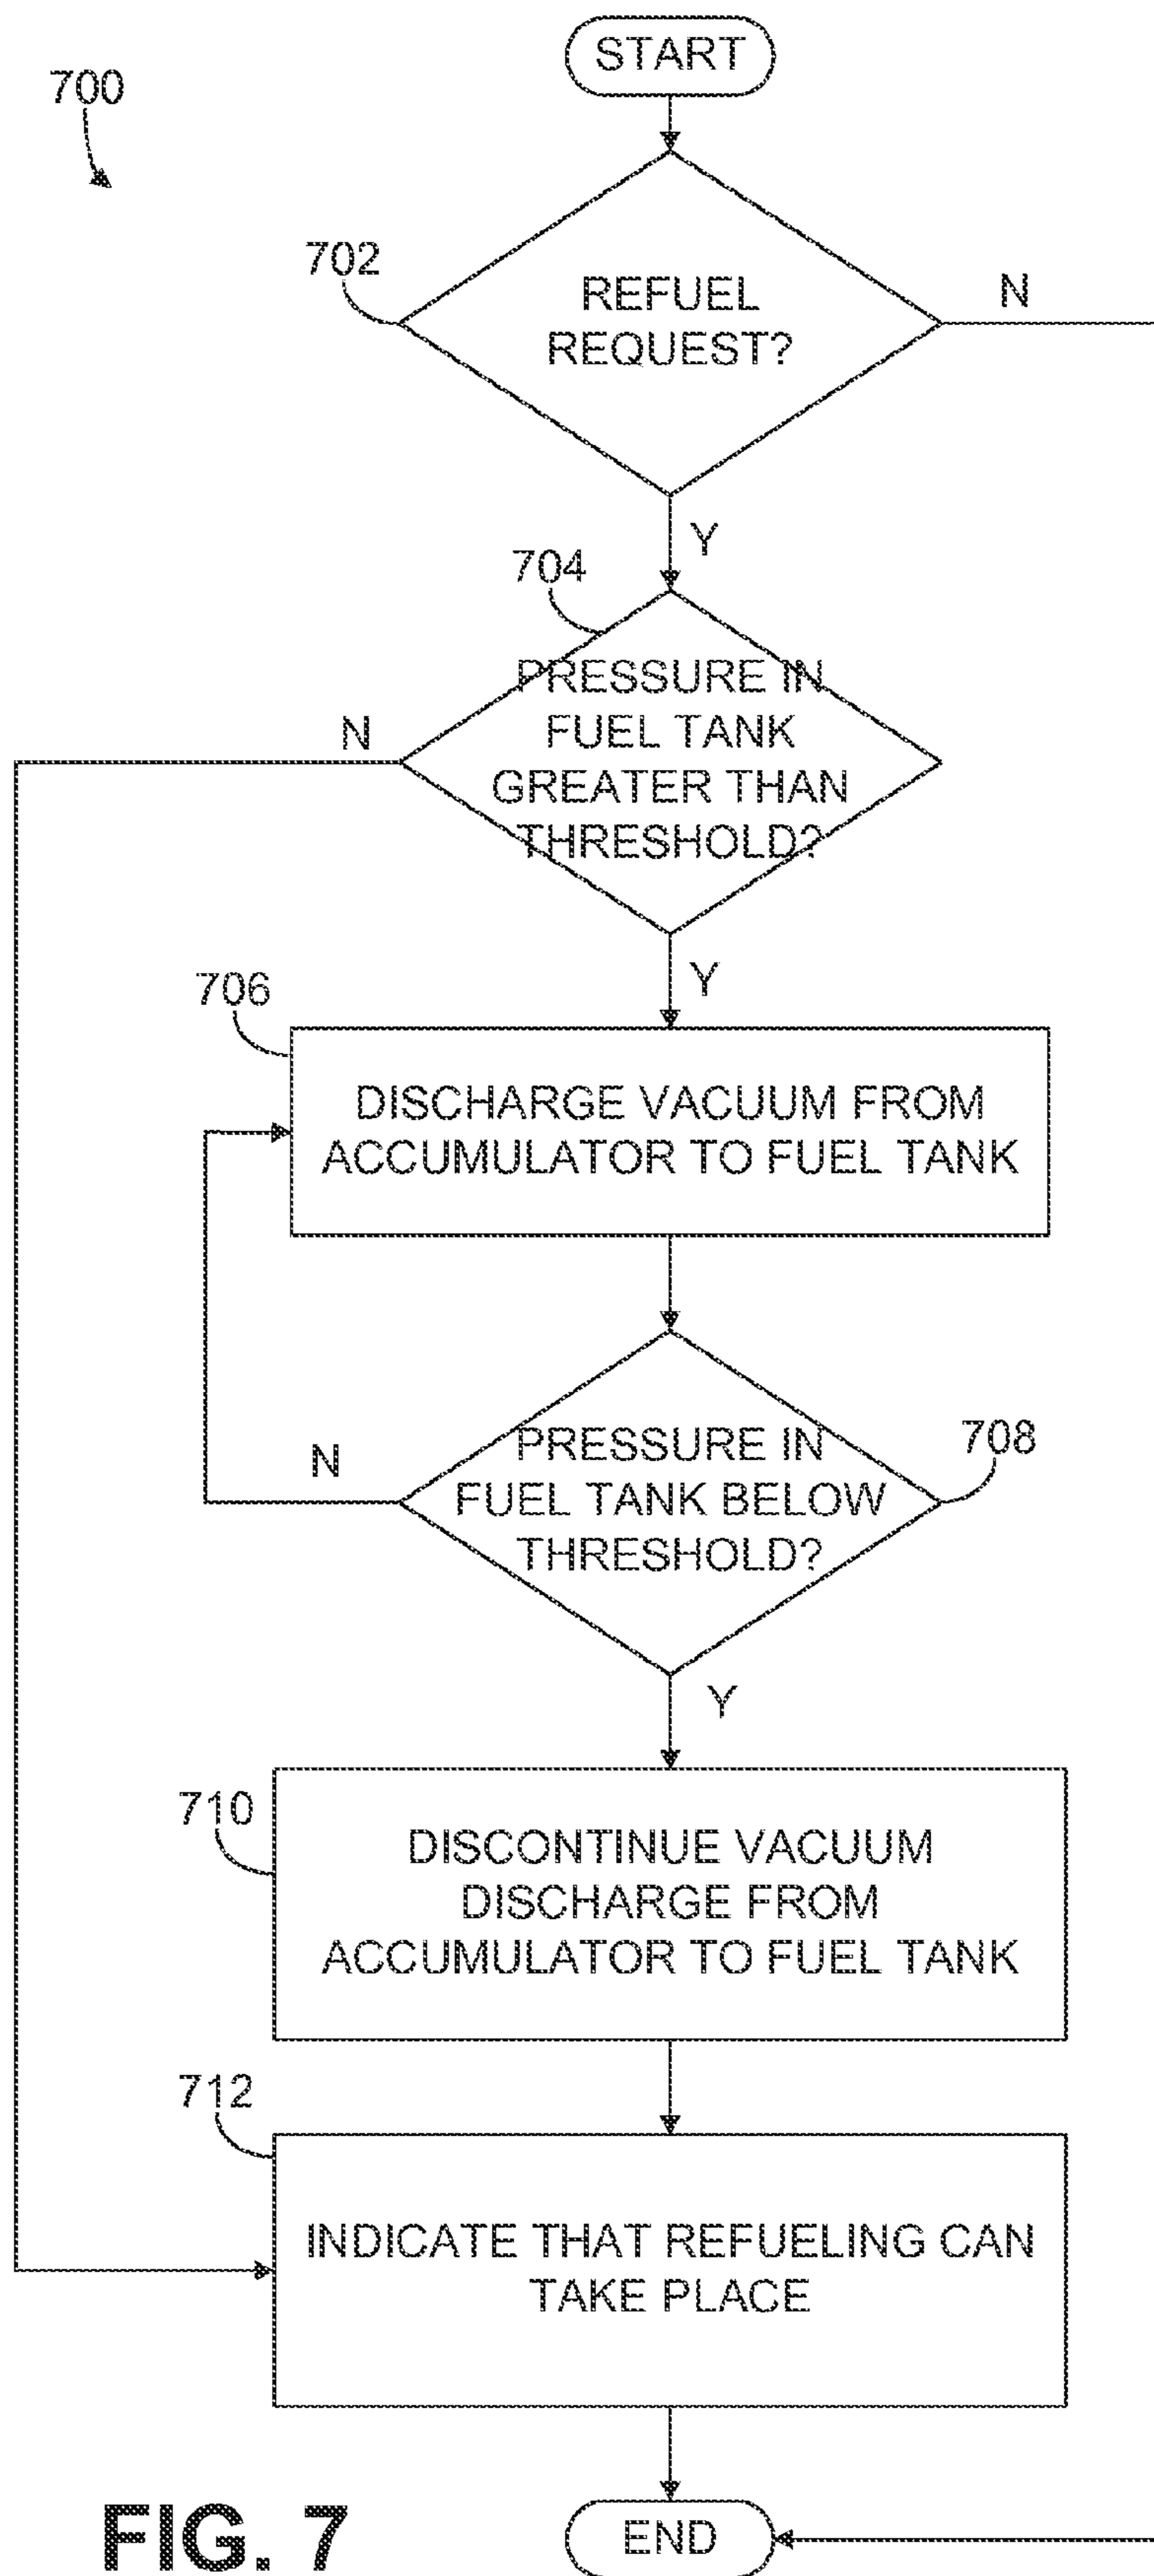 START
700
702
REFUEL
REQUEST?
N
Y
704
PRESSURE IN
FUEL TANK
GREATER THAN
THRESHOLD?
N
Y
706
DISCHARGE VACUUM FROM
ACCUMULATOR TO FUEL TANK
708
PRESSURE IN
FUEL TANK BELOW
THRESHOLD?
N
Y
710
DISCONTINUE VACUUM
DISCHARGE FROM
ACCUMULATOR TO FUEL TANK
712
INDICATE THAT REFUELING CAN
TAKE PLACE
FIG. 7
END